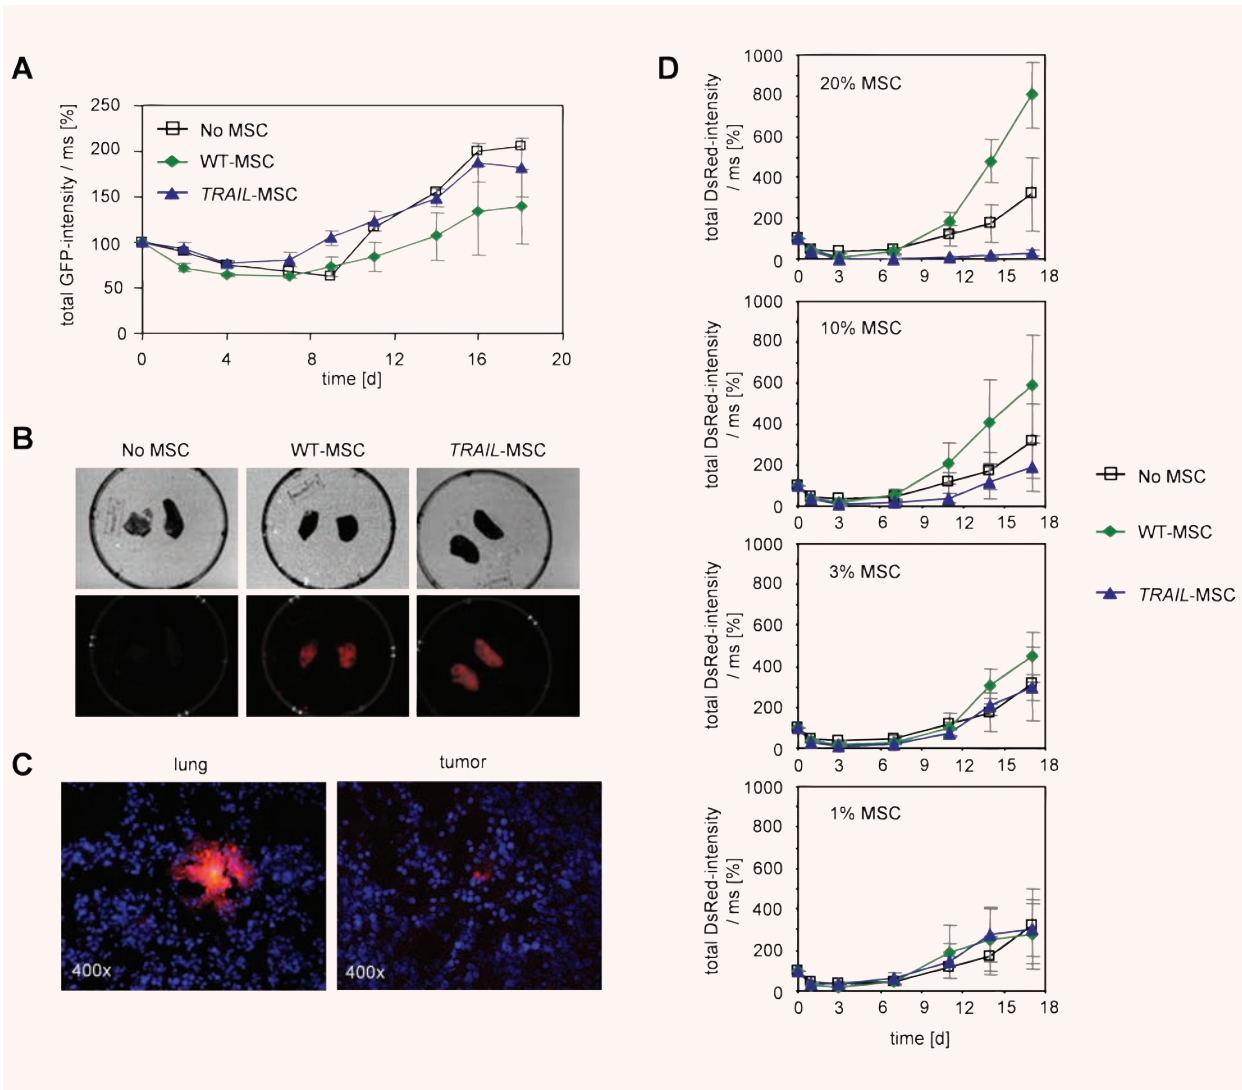 A
total GFP-intensity / ms [%]
250
200
150
100
50
0
No MSC
WT-MSC
TRAIL-MSC
0 4 8 12 16 20
time [d]
B
No MSC WT-MSC TRAIL-MSC
C
lung tumor
400x 400x
D
total DsRed-intensity
/ ms [%]
1000
800
600
400
200
0
20% MSC
0 3 6 9 12 15 18
total DsRed-intensity
/ ms [%]
1000
800
600
400
200
0
10% MSC
0 3 6 9 12 15 18
total DsRed-intensity
/ ms [%]
1000
800
600
400
200
0
3% MSC
0 3 6 9 12 15 18
total DsRed-intensity
/ ms [%]
1000
800
600
400
200
0
1% MSC
0 3 6 9 12 15 18
time [d]
No MSC
WT-MSC
TRAIL-MSC